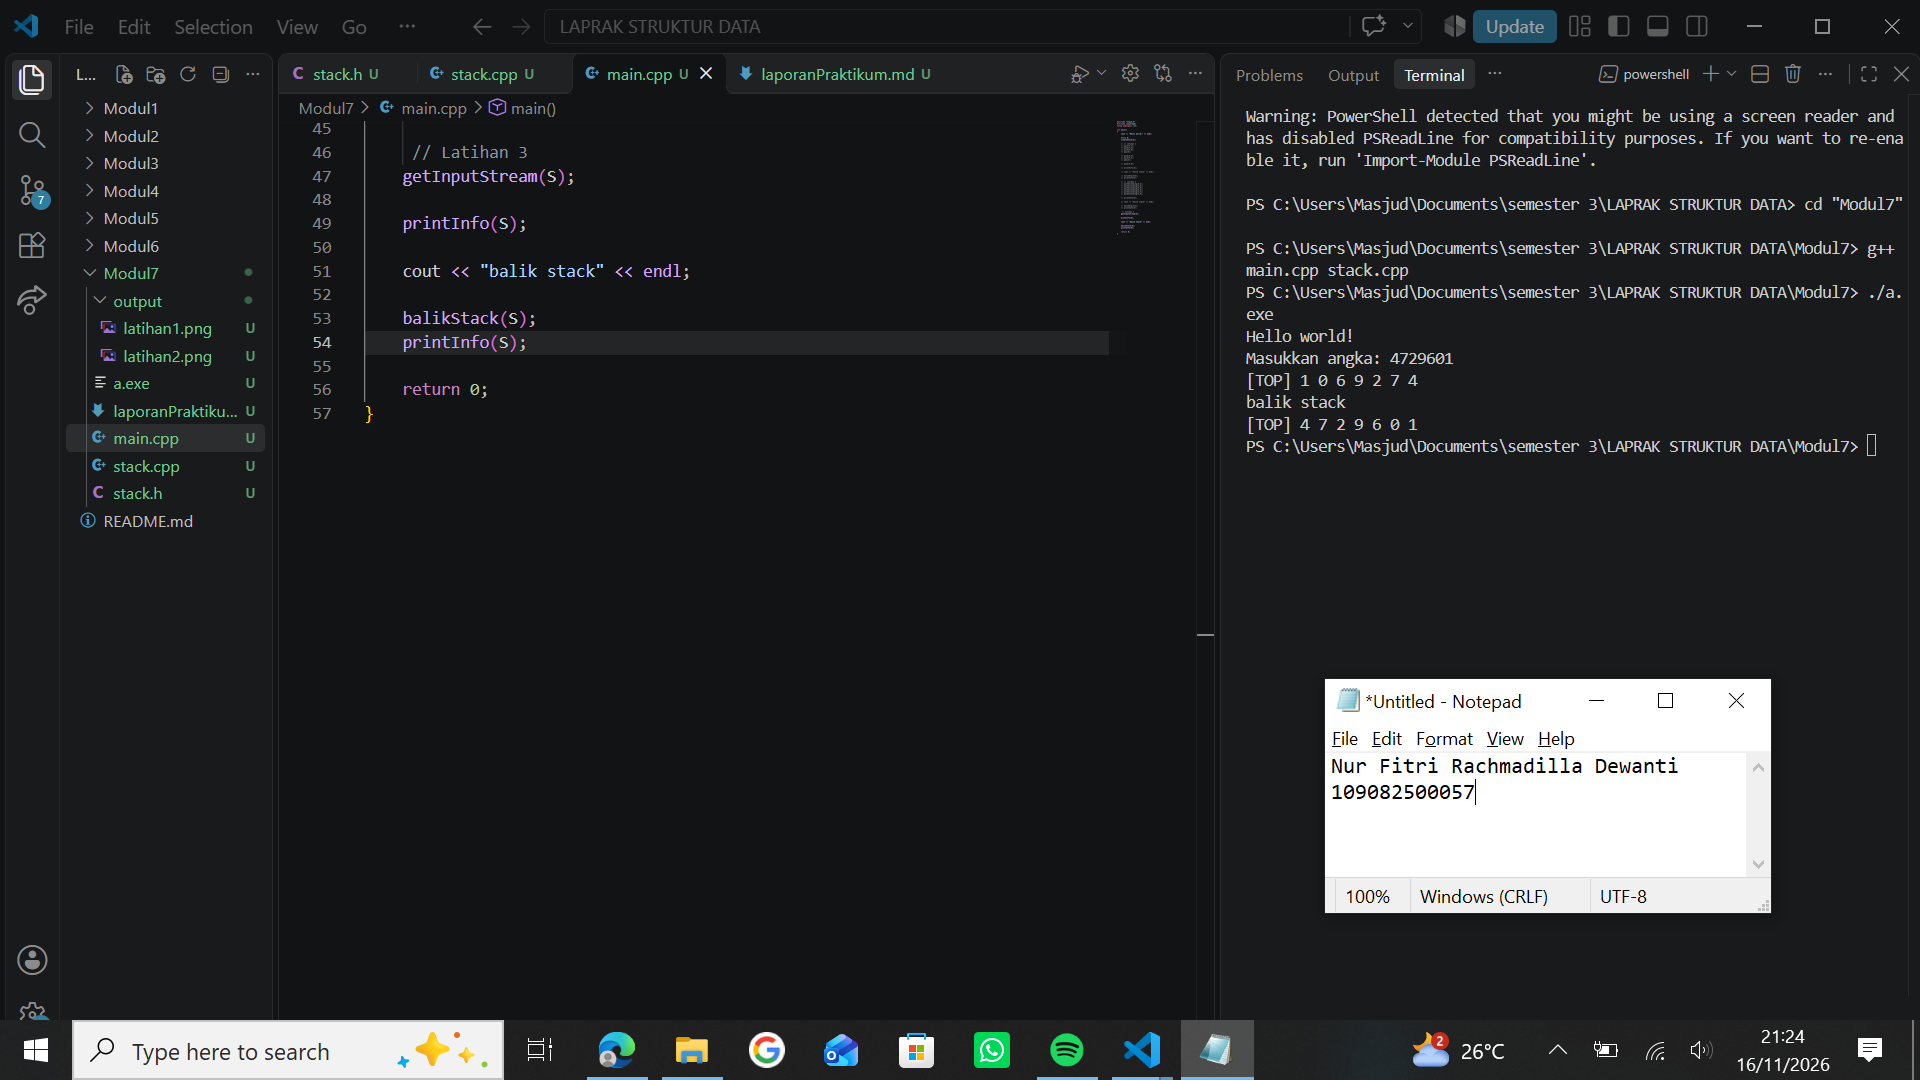 File Edit Selection View Go ··· LAPRAK STRUKTUR DATA Update
L... ···
Modul1
Modul2
Modul3
Modul4
Modul5
Modul6
Modul7
output
latihan1.png U
latihan2.png U
a.exe U
laporanPraktiku... U
main.cpp U
stack.cpp U
stack.h U
README.md
7
stack.h U stack.cpp U main.cpp U laporanPraktikum.md U
Modul7 > main.cpp > main()
45
46 // Latihan 3
47 getInputStream(S);
48
49 printInfo(S);
50
51 cout << "balik stack" << endl;
52
53 balikStack(S);
54 printInfo(S);
55
56 return 0;
57 }
Problems Output Terminal ··· powershell
Warning: PowerShell detected that you might be using a screen reader and
has disabled PSReadLine for compatibility purposes. If you want to re-ena
ble it, run 'Import-Module PSReadLine'.
PS C:\Users\Masjud\Documents\semester 3\LAPRAK STRUKTUR DATA> cd "Modul7"
PS C:\Users\Masjud\Documents\semester 3\LAPRAK STRUKTUR DATA\Modul7> g++
main.cpp stack.cpp
PS C:\Users\Masjud\Documents\semester 3\LAPRAK STRUKTUR DATA\Modul7> ./a.
exe
Hello world!
Masukkan angka: 4729601
[TOP] 1 0 6 9 2 7 4
balik stack
[TOP] 4 7 2 9 6 0 1
PS C:\Users\Masjud\Documents\semester 3\LAPRAK STRUKTUR DATA\Modul7>
*Untitled - Notepad
File Edit Format View Help
Nur Fitri Rachmadilla Dewanti
109082500057
100% Windows (CRLF) UTF-8
Type here to search
2 26°C
21:24
16/11/2026